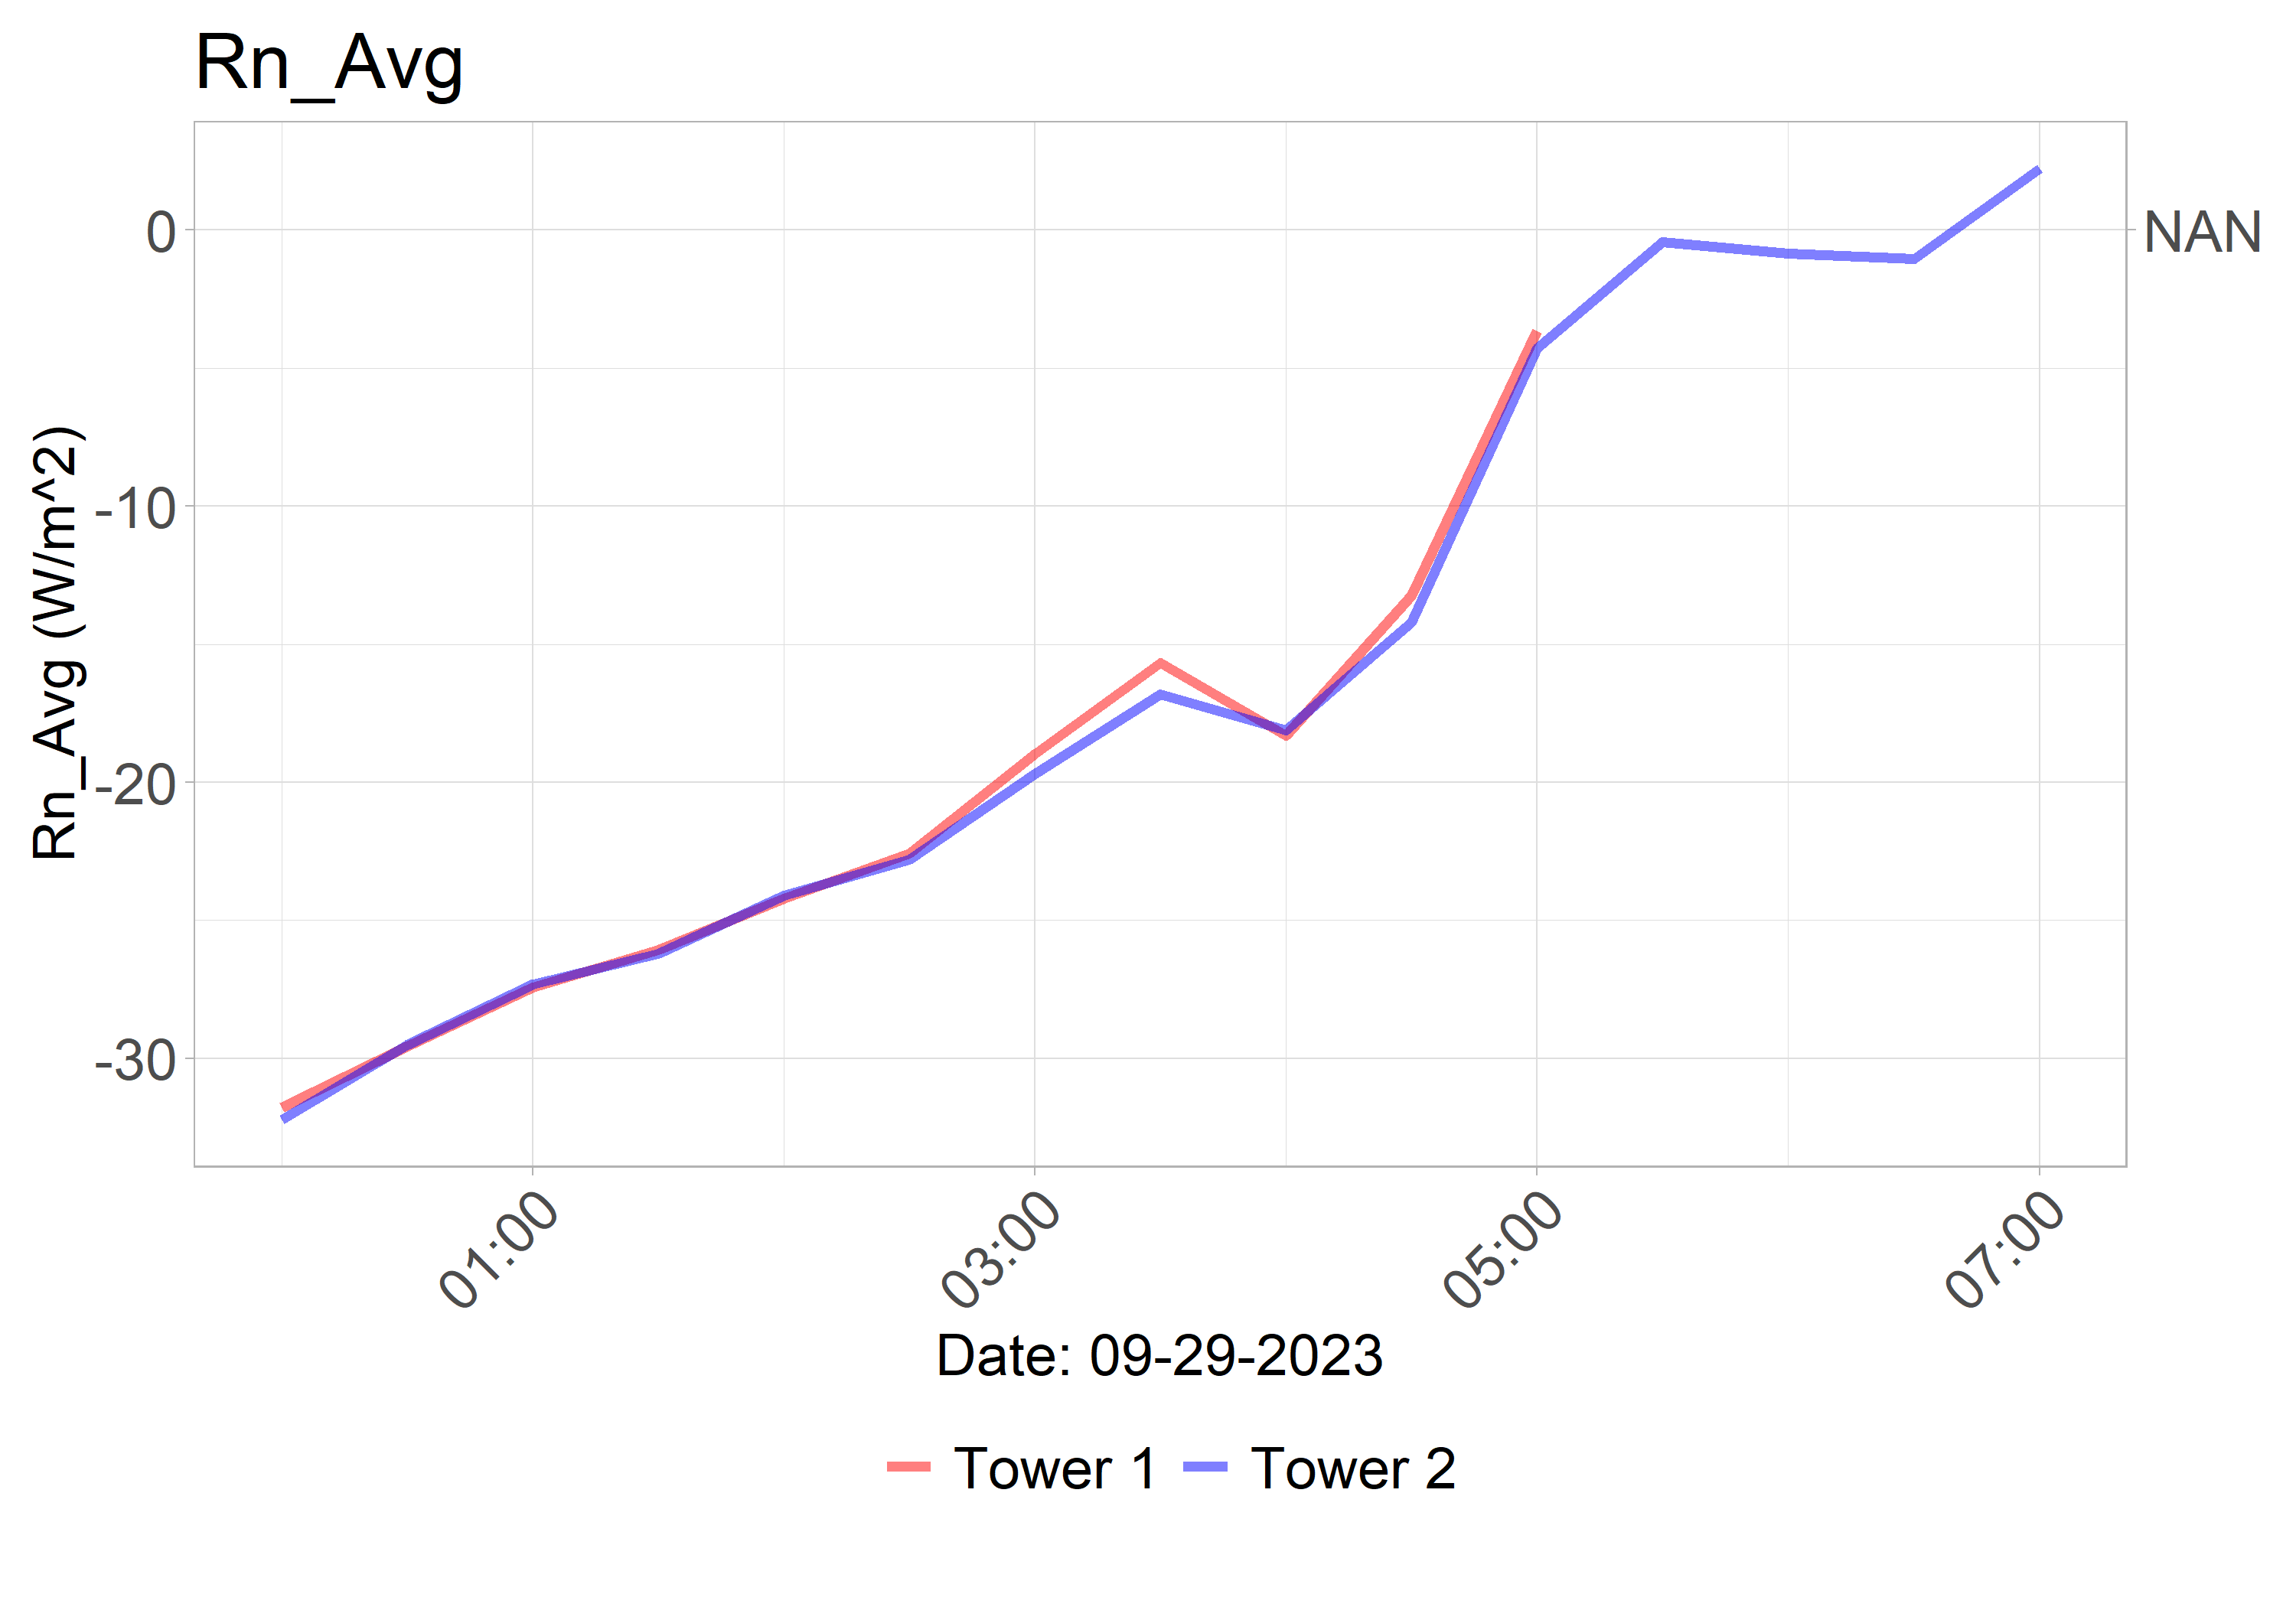 Rn_Avg
Rn_Avg (W/m^2)
0
-10
-20
-30
NAN
01:00
03:00
05:00
07:00
Date: 09-29-2023
Tower 1
Tower 2